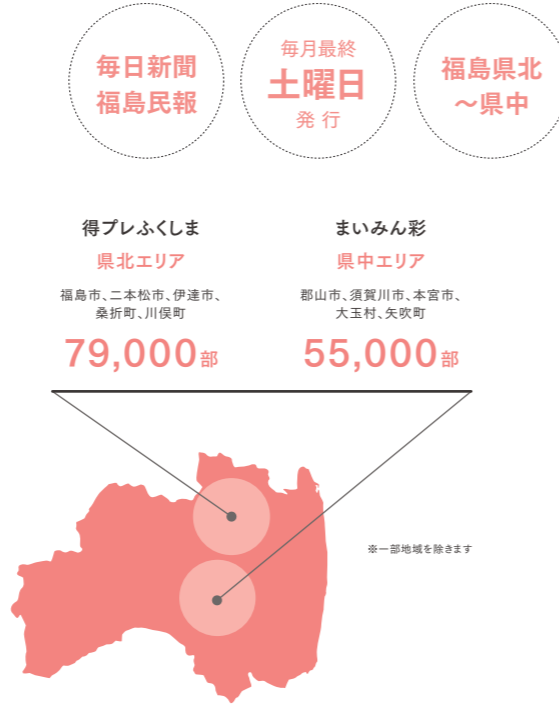 毎日新聞
福島民報
毎月最終
土曜日
発行
福島県北
～県中
得プレふくしま
県北エリア
福島市、二本松市、伊達市、
桑折町、川俣町
79,000部
まいみん彩
県中エリア
郡山市、須賀川市、本宮市、
大玉村、矢吹町
55,000部
※一部地域を除きます